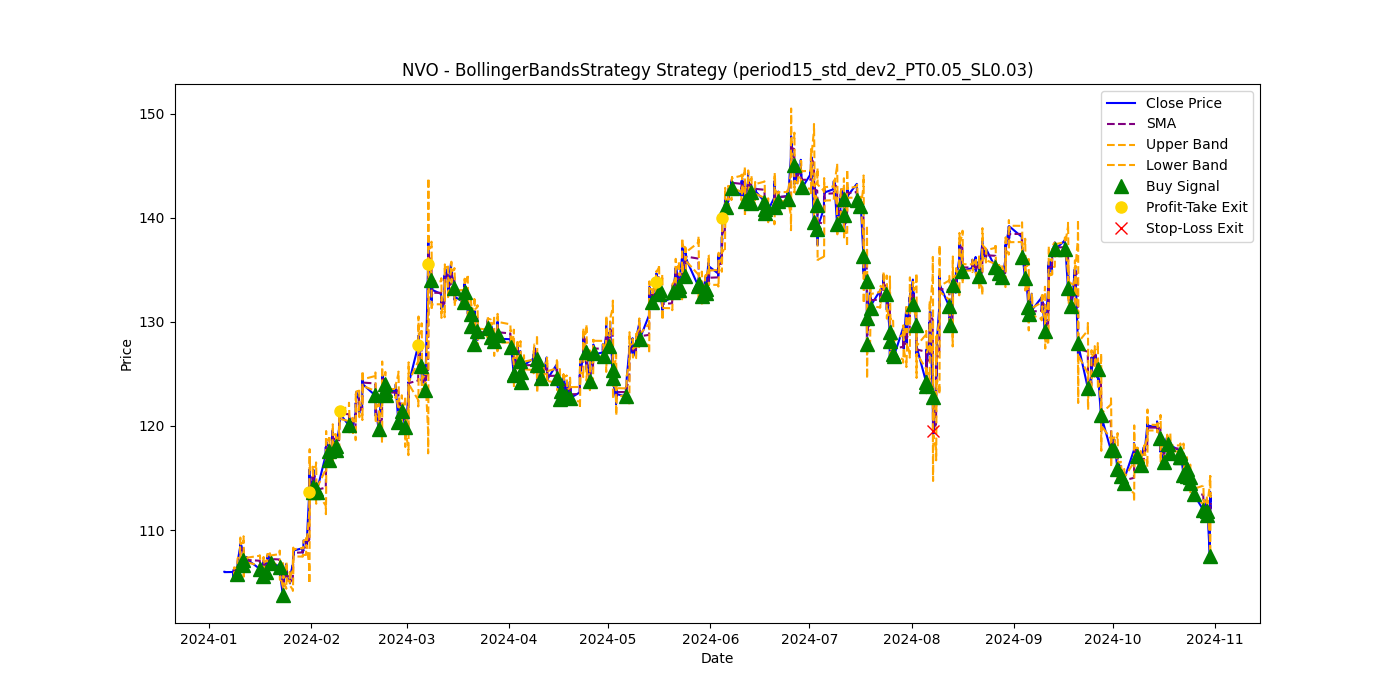 NVO - BollingerBandsStrategy Strategy (period15_std_dev2_PT0.05_SL0.03)
Close Price
SMA
Upper Band
Lower Band
Buy Signal
Profit-Take Exit
Stop-Loss Exit
Price
150
140
130
120
110
2024-01 2024-02 2024-03 2024-04 2024-05 2024-06 2024-07 2024-08 2024-09 2024-10 2024-11
Date